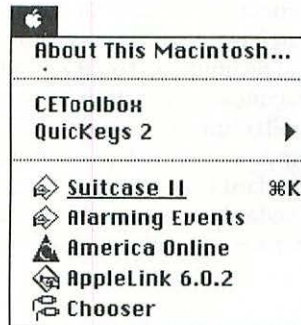 About This Macintosh...
CEToolbox
QuicKeys 2
Suitcase II ⌘K
Alarming Events
America Online
AppleLink 6.0.2
Chooser